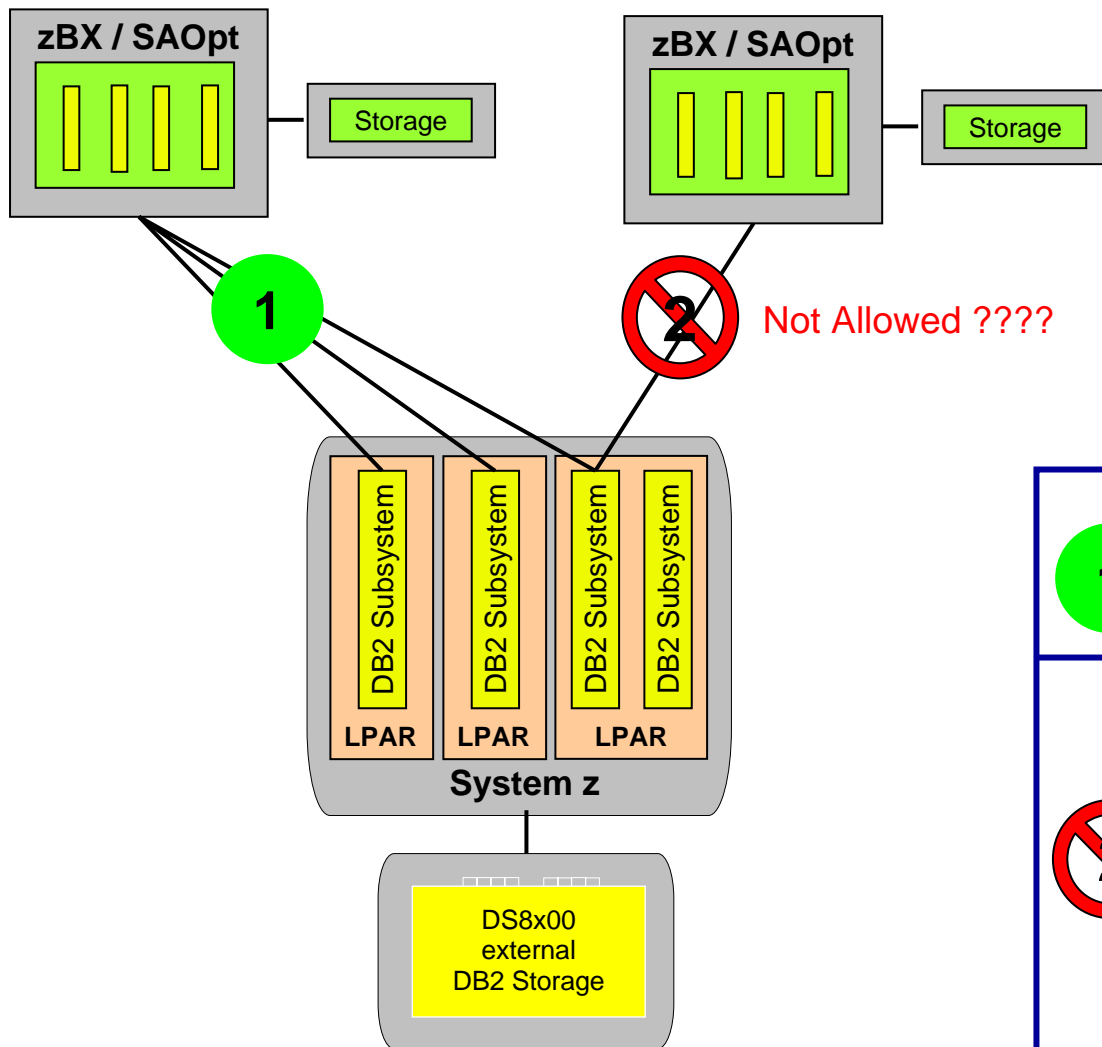 zBX / SAOpt
Storage
zBX / SAOpt
Storage
1
2
Not Allowed ????
DB2 Subsystem
DB2 Subsystem
DB2 Subsystem
DB2 Subsystem
LPAR
LPAR
LPAR
System z
DS8x00
external
DB2 Storage